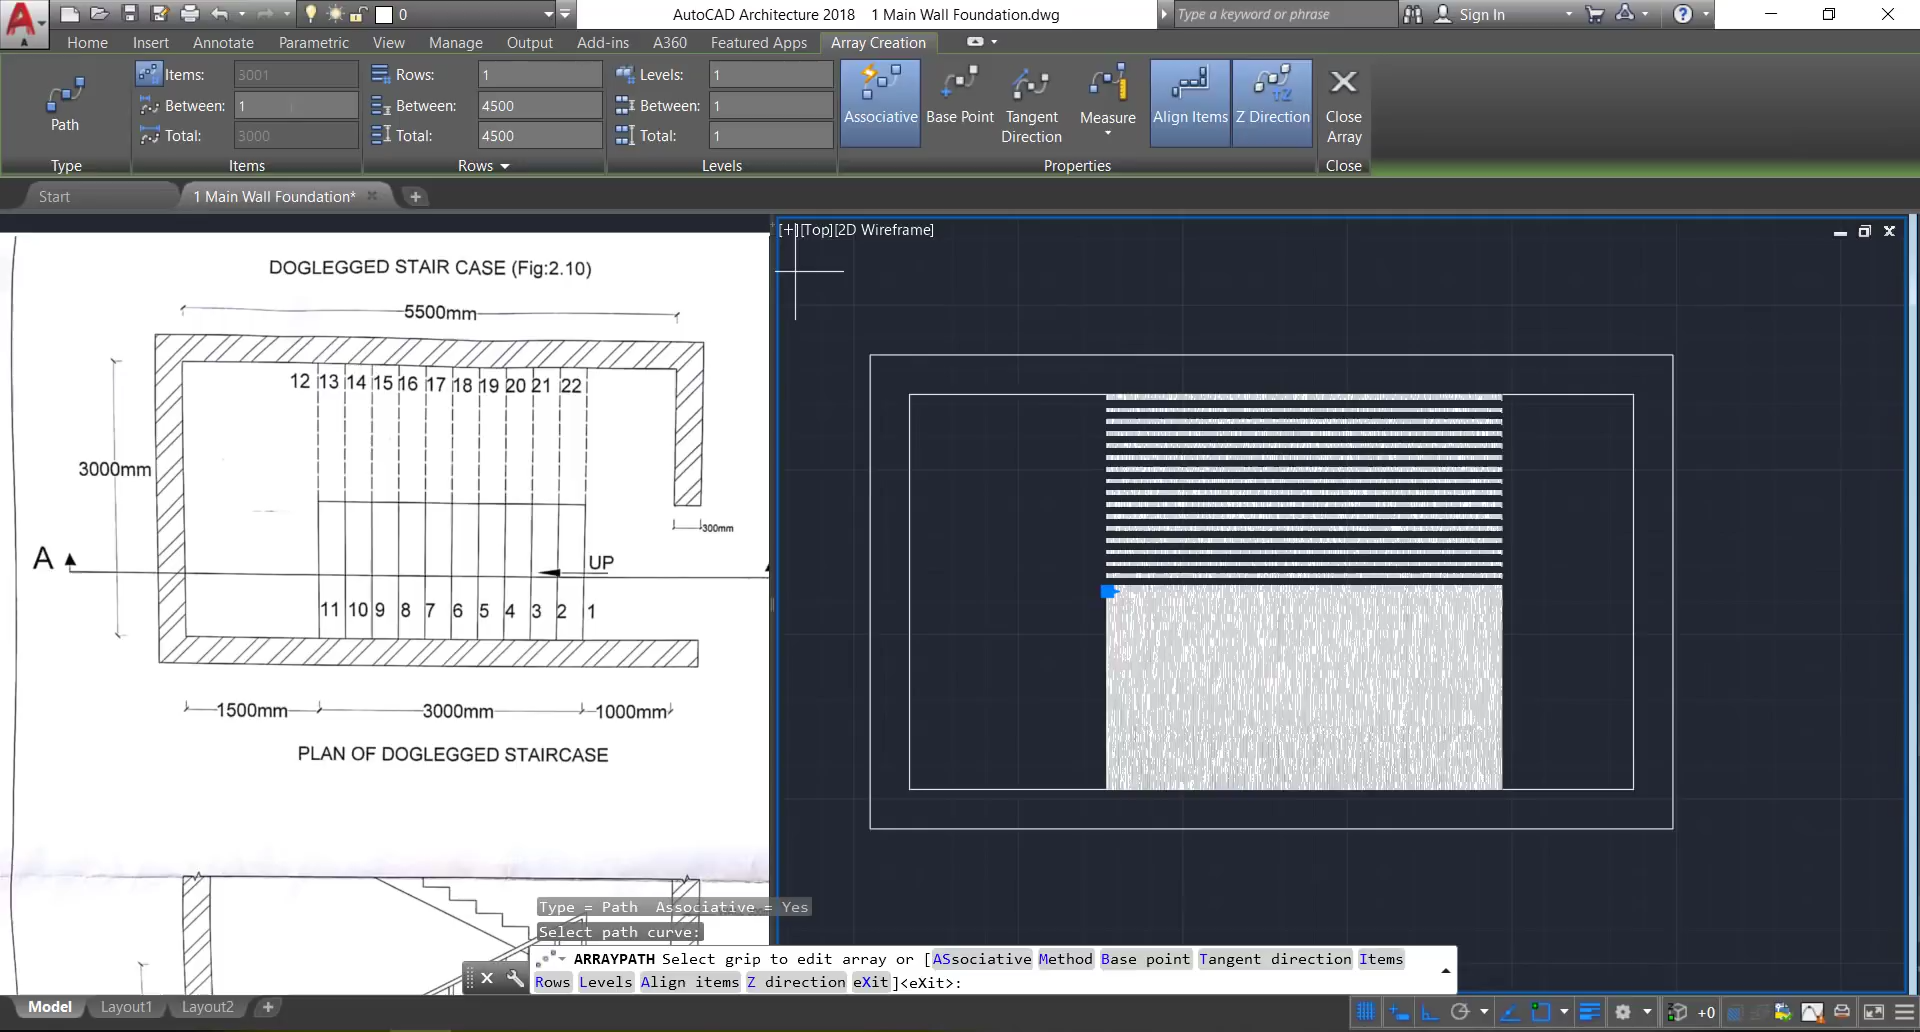 A
0
AutoCAD Architecture 2018 1 Main Wall Foundation.dwg
Type a keyword or phrase
Sign In
Home Insert Annotate Parametric View Manage Output Add-ins A360 Featured Apps Array Creation
Path
Type
Items: 3001
Between: 1
Total: 3000
Items
Rows: 1
Between: 4500
Total: 4500
Rows
Levels: 1
Between: 1
Total: 1
Levels
Associative
Base Point
Tangent
Direction
Measure
Align Items
Z Direction
Properties
Close
Array
Close
Start
1 Main Wall Foundation*
[+][Top][2D Wireframe]
DOGLEGGED STAIR CASE (Fig:2.10)
5500mm
12 13 14 15 16 17 18 19 20 21 22
3000mm
300mm
A
UP
11 10 9 8 7 6 5 4 3 2 1
1500mm 3000mm 1000mm
PLAN OF DOGLEGGED STAIRCASE
Type = Path Associative = Yes
Select path curve:
ARRAYPATH Select grip to edit array or [ASsociative Method Base point Tangent direction Items
Rows Levels Align items Z direction eXit]<eXit>:
Model Layout1 Layout2
+0